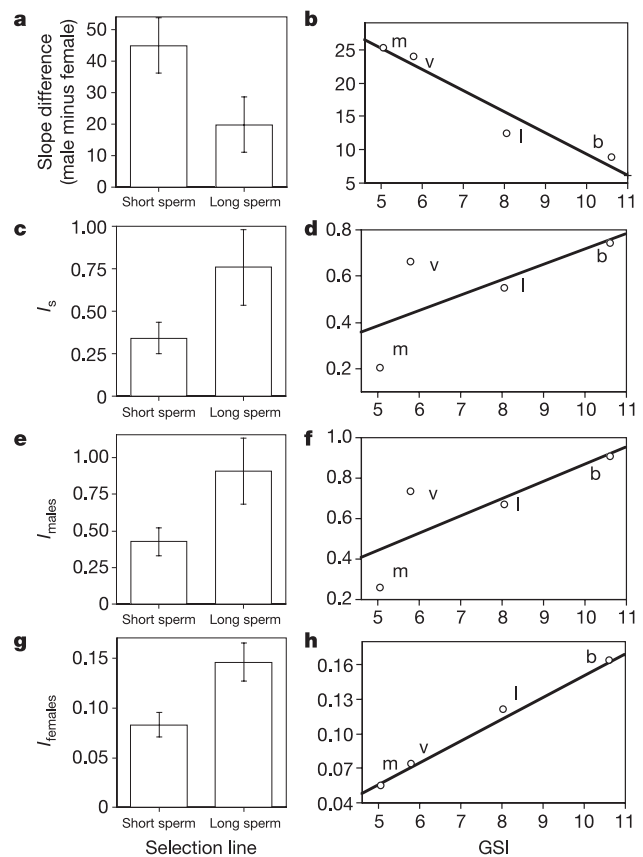 a
Slope difference
(male minus female)
50
40
30
20
10
0
Short sperm Long sperm
b
25
20
15
10
5
m
v
l
b
5 6 7 8 9 10 11
c
I_s
1.00
0.75
0.50
0.25
0
Short sperm Long sperm
d
0.8
0.6
0.4
0.2
v
b
l
m
5 6 7 8 9 10 11
e
I_males
1.00
0.75
0.50
0.25
0
Short sperm Long sperm
f
1.0
0.8
0.6
0.4
0.2
v
b
l
m
5 6 7 8 9 10 11
g
I_females
0.15
0.10
0.05
0
Short sperm Long sperm
Selection line
h
0.16
0.13
0.10
0.07
0.04
b
l
v
m
5 6 7 8 9 10 11
GSI